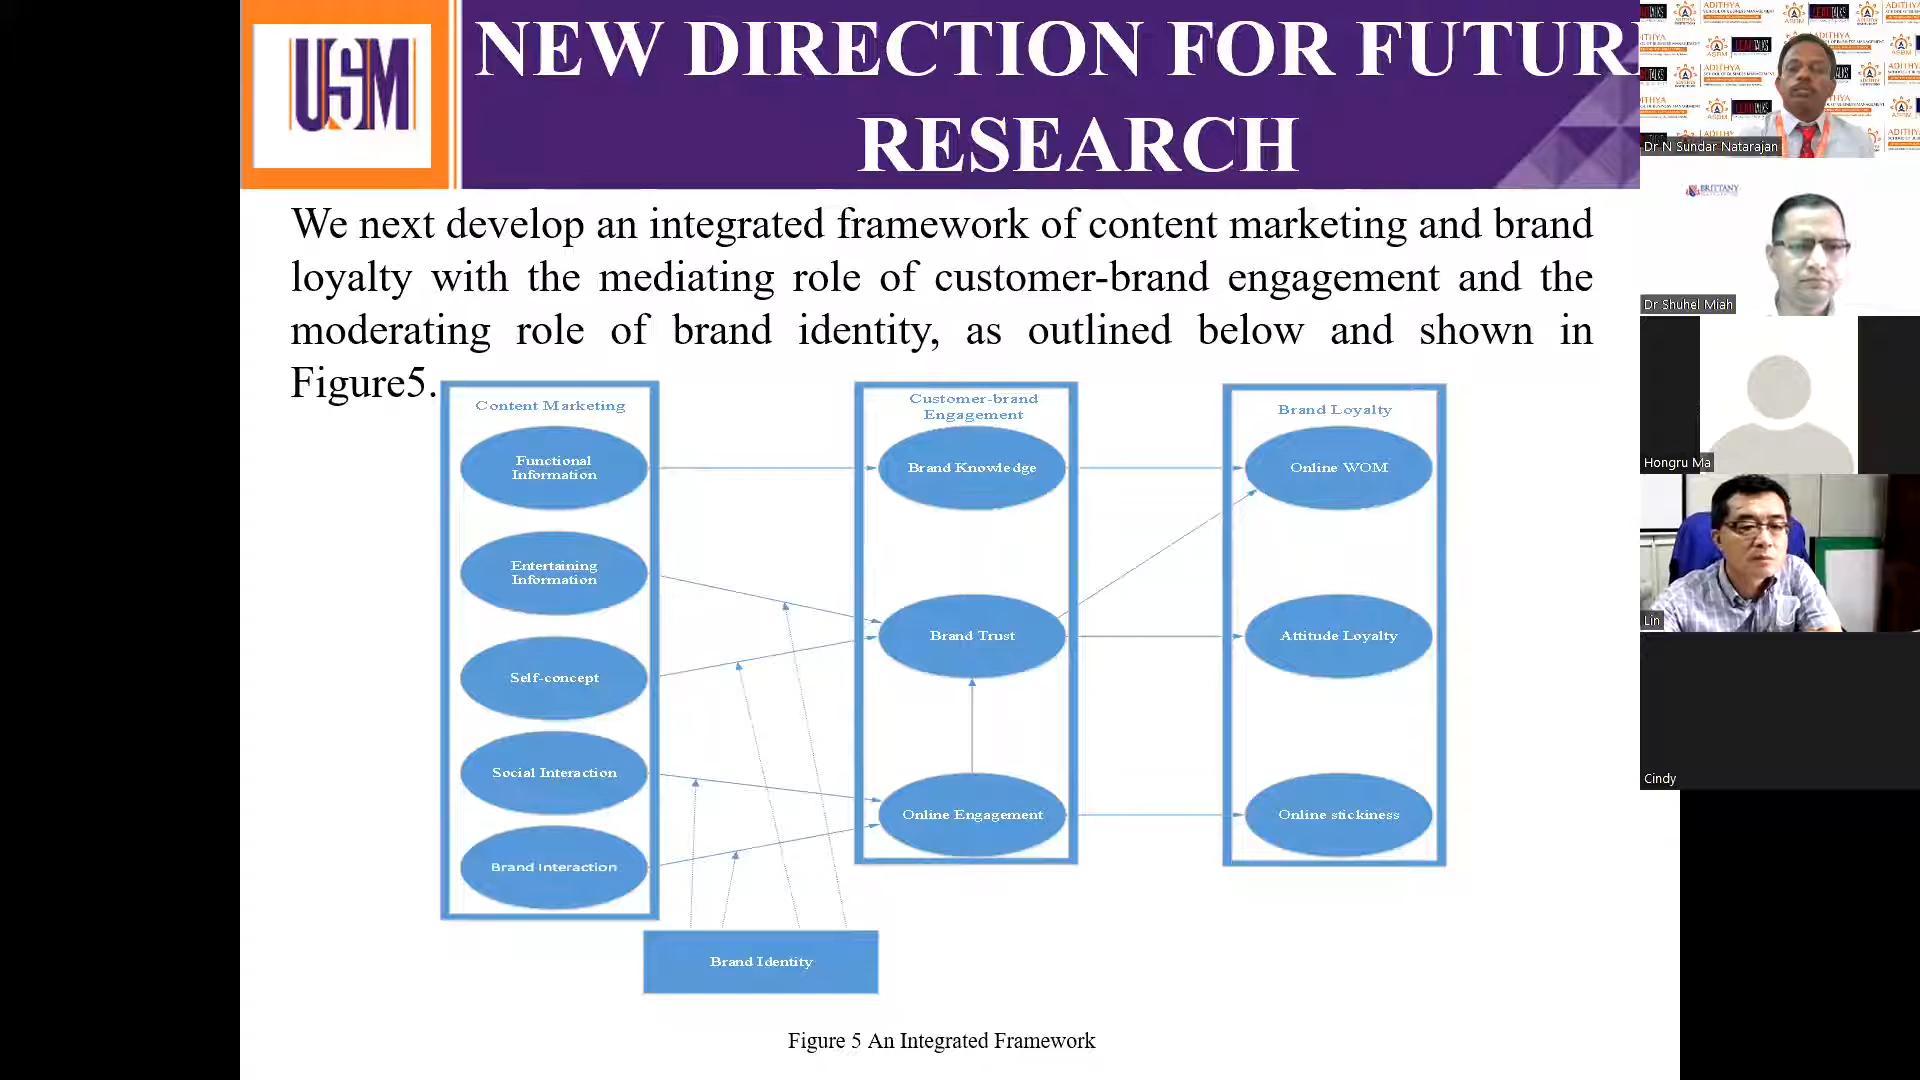 USM
NEW DIRECTION FOR FUTUR
RESEARCH
We next develop an integrated framework of content marketing and brand
loyalty with the mediating role of customer-brand engagement and the
moderating role of brand identity, as outlined below and shown in
Figure5.
Content Marketing
Functional
Information
Entertaining
Information
Self-concept
Social Interaction
Brand Interaction
Customer-brand
Engagement
Brand Knowledge
Brand Trust
Online Engagement
Brand Loyalty
Online WOM
Attitude Loyalty
Online stickiness
Brand Identity
Figure 5 An Integrated Framework
Dr N Sundar Natarajan
BRITTANY
Dr Shuhel Miah
Hongru Ma
Lin
Cindy